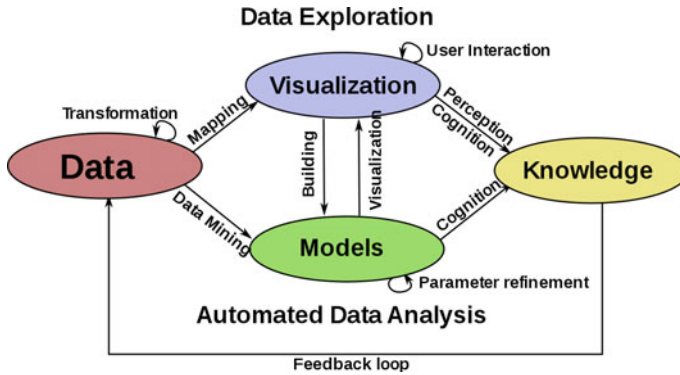 Data Exploration
User Interaction
Visualization
Transformation
Mapping
Perception
Cognition
Data
Building
Visualization
Knowledge
Data Mining
Cognition
Models
Parameter refinement
Automated Data Analysis
Feedback loop